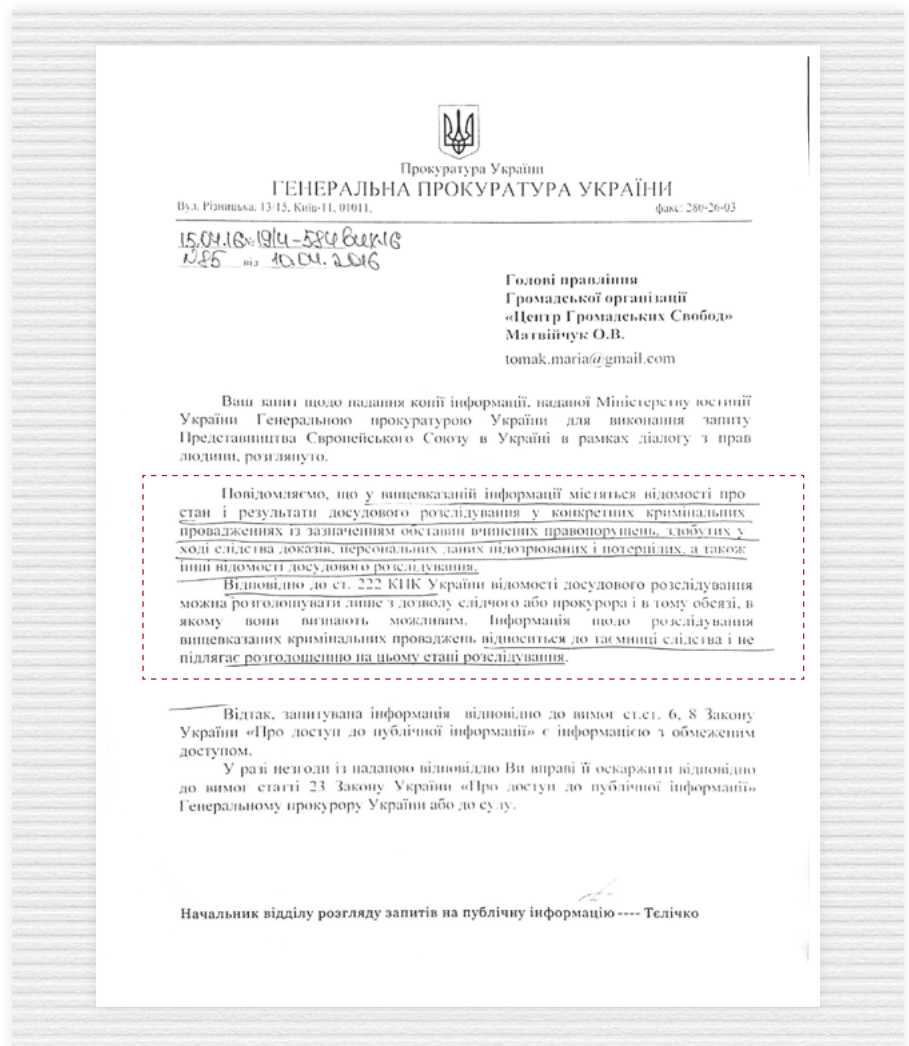 Прокуратура України
ГЕНЕРАЛЬНА ПРОКУРАТУРА УКРАЇНИ
Вул. Різницька, 13/15, Київ-11, 01011, факс: 280-26-03
15.04.16 № 19/4-584вих16
№85 від 10.04.2016
Голові правління
Громадської організації
«Центр Громадських Свобод»
Матвійчук О.В.
tomak.maria@gmail.com
Ваш запит щодо надання копії інформації, наданої Міністерству юстиції
України Генеральною прокуратурою України для виконання запиту
Представництва Європейського Союзу в Україні в рамках діалогу з прав
людини, розглянуто.
Повідомляємо, що у вищевказаній інформації містяться відомості про
стан і результати досудового розслідування у конкретних кримінальних
провадженнях із зазначенням обставин вчинених правопорушень, здобутих у
ході слідства доказів, персональних даних підозрюваних і потерпілих, а також
інші відомості досудового розслідування.
Відповідно до ст. 222 КПК України відомості досудового розслідування
можна розголошувати лише з дозволу слідчого або прокурора і в тому обсязі, в
якому вони визнають можливим. Інформація щодо розслідування
вищевказаних кримінальних проваджень відноситься до таємниці слідства і не
підлягає розголошенню на цьому етапі розслідування.
Відтак, запитувана інформація відповідно до вимог ст.ст. 6, 8 Закону
України «Про доступ до публічної інформації» є інформацією з обмеженим
доступом.
У разі незгоди із наданою відповіддю Ви вправі її оскаржити відповідно
до вимог статті 23 Закону України «Про доступ до публічної інформації»
Генеральному прокурору України або до суду.
Начальник відділу розгляду запитів на публічну інформацію ---- Тєлічко